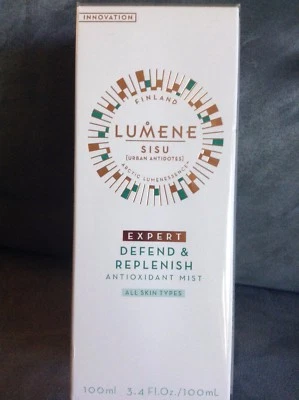 INNOVATION
FINLAND
LUMENE
SISU
[URBAN ANTIDOTES]
ARCTIC LUMENESSENCE™
EXPERT
DEFEND &
REPLENISH
ANTIOXIDANT MIST
ALL SKIN TYPES
100ml 3.4 Fl.Oz./100mL